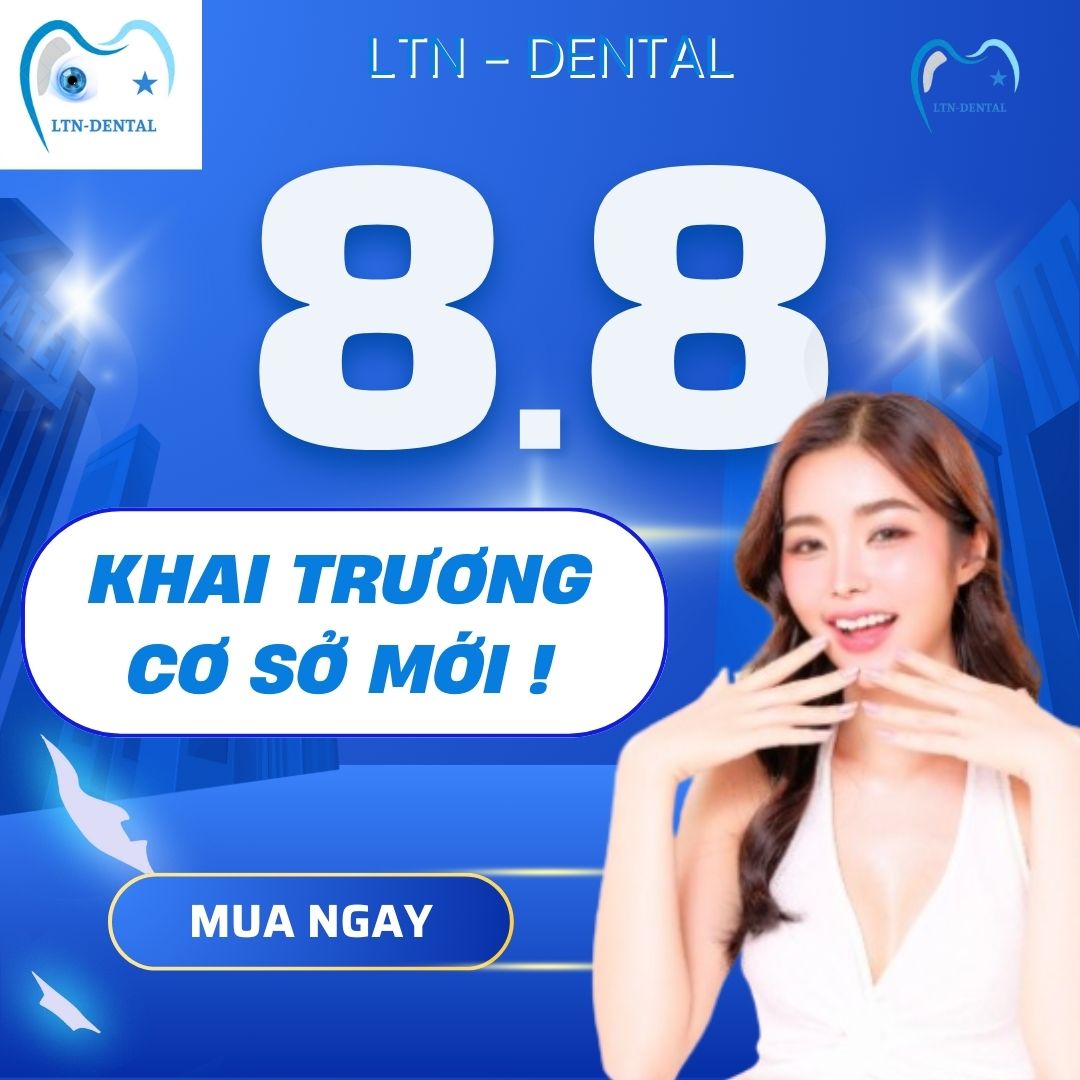 LTN-DENTAL
LTN - DENTAL
LTN-DENTAL
8.8
KHAI TRƯƠNG
CƠ SỞ MỚI !
MUA NGAY